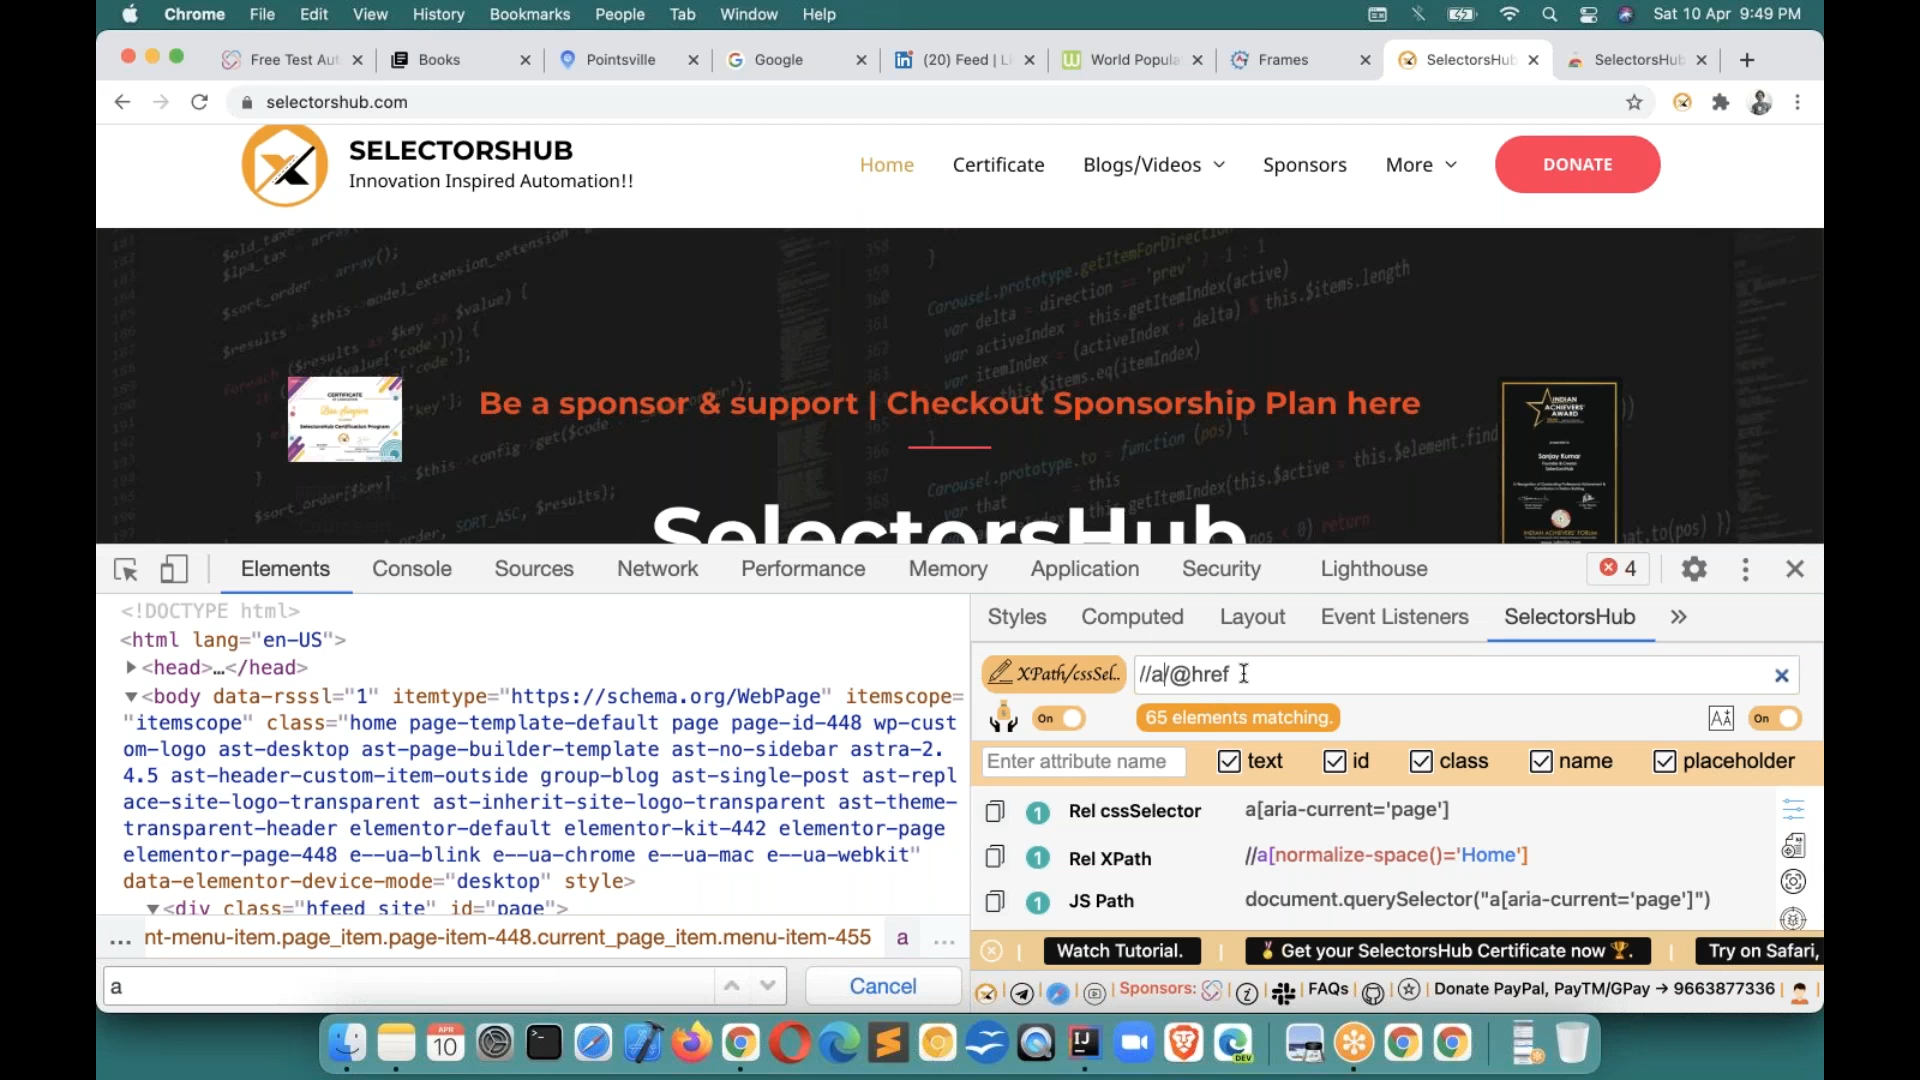 Chrome File Edit View History Bookmarks People Tab Window Help Sat 10 Apr 9:49 PM
Free Test Aut Books Pointsville Google (20) Feed | Li World Popula Frames SelectorsHub SelectorsHub
selectorshub.com
SELECTORSHUB
Innovation Inspired Automation!!
Home Certificate Blogs/Videos Sponsors More DONATE
Be a sponsor & support | Checkout Sponsorship Plan here
SelectorsHub
Elements Console Sources Network Performance Memory Application Security Lighthouse 4
<!DOCTYPE html>
<html lang="en-US">
<head>…</head>
<body data-rsssl="1" itemtype="https://schema.org/WebPage" itemscope=
"itemscope" class="home page-template-default page page-id-448 wp-cust
om-logo ast-desktop ast-page-builder-template ast-no-sidebar astra-2.
4.5 ast-header-custom-item-outside group-blog ast-single-post ast-repl
ace-site-logo-transparent ast-inherit-site-logo-transparent ast-theme-
transparent-header elementor-default elementor-kit-442 elementor-page
elementor-page-448 e--ua-blink e--ua-chrome e--ua-mac e--ua-webkit"
data-elementor-device-mode="desktop" style>
<div class="hfeed site" id="page">
... nt-menu-item.page_item.page-item-448.current_page_item.menu-item-455 a ...
a Cancel
Styles Computed Layout Event Listeners SelectorsHub »
XPath/cssSel.. //a/@href
On 65 elements matching. On
Enter attribute name text id class name placeholder
1 Rel cssSelector a[aria-current='page']
1 Rel XPath //a[normalize-space()='Home']
1 JS Path document.querySelector("a[aria-current='page']")
Watch Tutorial. | Get your SelectorsHub Certificate now. | Try on Safari,
Sponsors: | FAQs | Donate PayPal, PayTM/GPay → 9663877336
APR
10
IJ
DEV